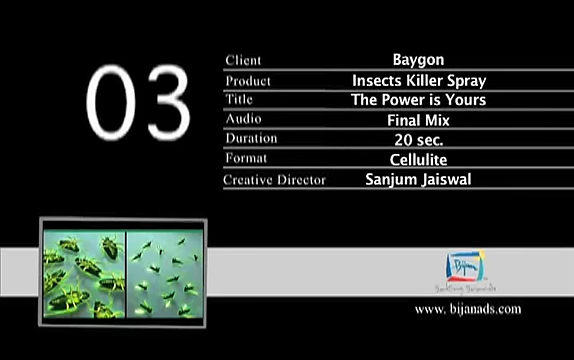 03
Client Baygon
Product Insects Killer Spray
Title The Power is Yours
Audio Final Mix
Duration 20 sec.
Format Cellulite
Creative Director Sanjum Jaiswal
Bijan
www. bijanads.com